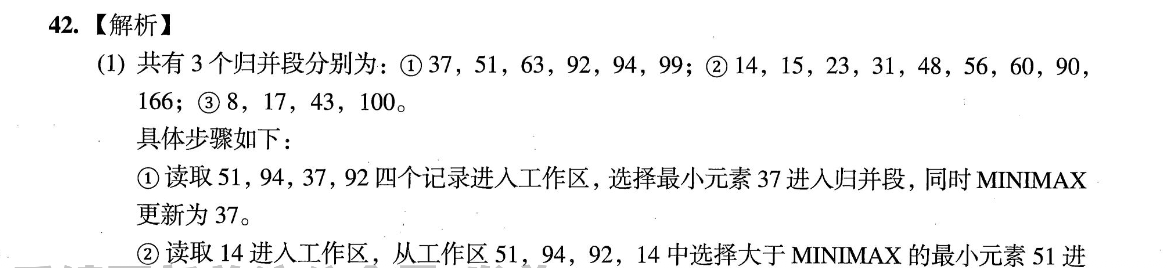 42. 【解析】
(1) 共有 3 个归并段分别为：① 37，51，63，92，94，99；② 14，15，23，31，48，56，60，90，
166；③ 8，17，43，100。
具体步骤如下：
① 读取 51，94，37，92 四个记录进入工作区，选择最小元素 37 进入归并段，同时 MINIMAX
更新为 37。
② 读取 14 进入工作区，从工作区 51，94，92，14 中选择大于 MINIMAX 的最小元素 51 进